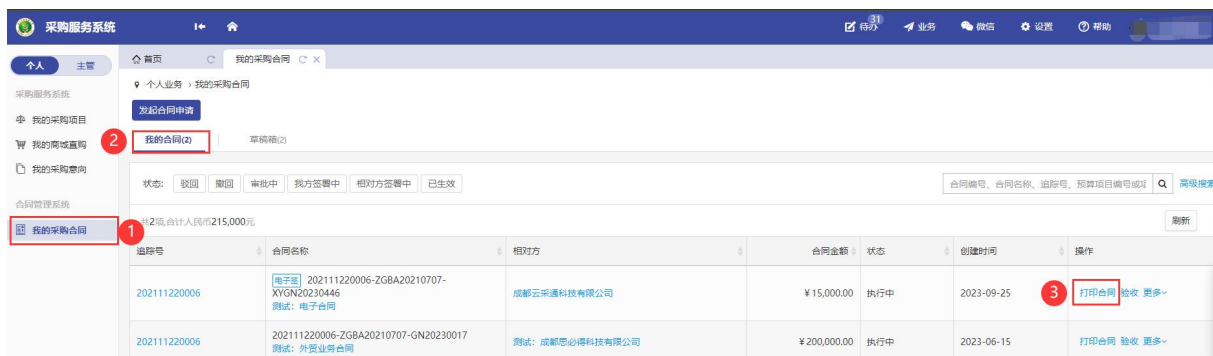 采购服务系统
待办 31 业务 微信 设置 帮助
个人 主管
首页 我的采购合同
个人业务 › 我的采购合同
采购服务系统
发起合同申请
我的采购项目
我的商城直购
2
我的合同(2) 草稿箱(2)
我的采购意向
状态: 驳回 撤回 审批中 我方签署中 相对方签署中 已生效
合同编号、合同名称、追踪号、预算项目编号或项 高级搜索
合同管理系统
我的采购合同
1
共2项,合计人民币215,000元
刷新
追踪号 合同名称 相对方 合同金额 状态 创建时间 操作
电子签 202111220006-ZGBA20210707-
202111220006 XYGN20230446 成都云采通科技有限公司 ¥15,000.00 执行中 2023-09-25 3 打印合同 验收 更多
测试: 电子合同
202111220006-ZGBA20210707-GN20230017
202111220006 测试: 成都思必得科技有限公司 ¥200,000.00 执行中 2023-06-15 打印合同 验收 更多
测试: 外贸业务合同